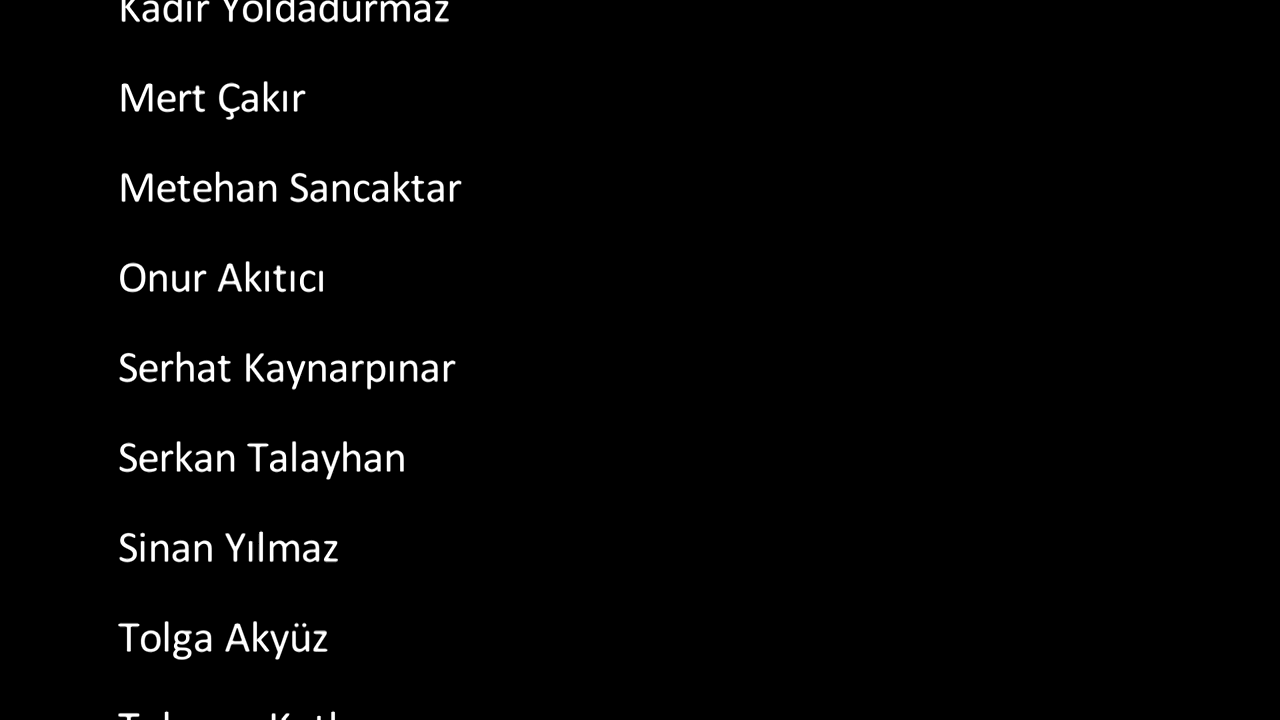 Kadir Yoldadurmaz
Mert Çakır
Metehan Sancaktar
Onur Akıtıcı
Serhat Kaynarpınar
Serkan Talayhan
Sinan Yılmaz
Tolga Akyüz